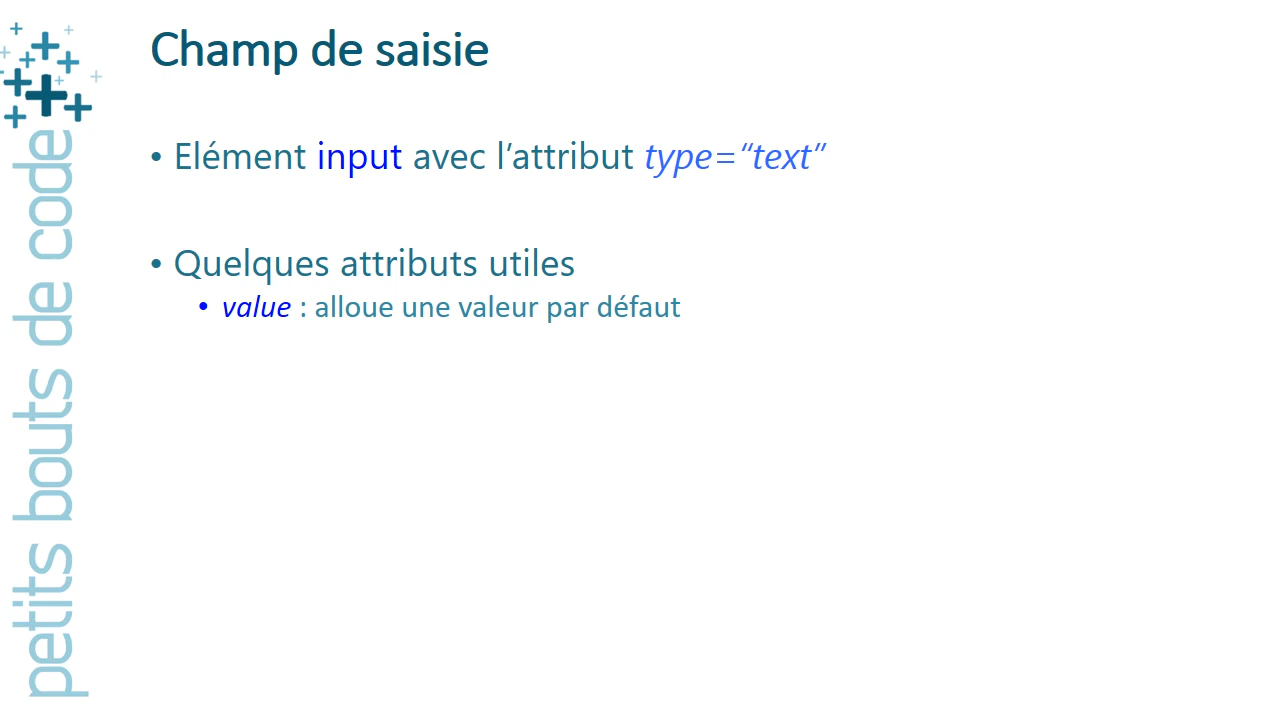 Champ de saisie
• Elément input avec l’attribut type=“text”
• Quelques attributs utiles
• value : alloue une valeur par défaut
petits bouts de code